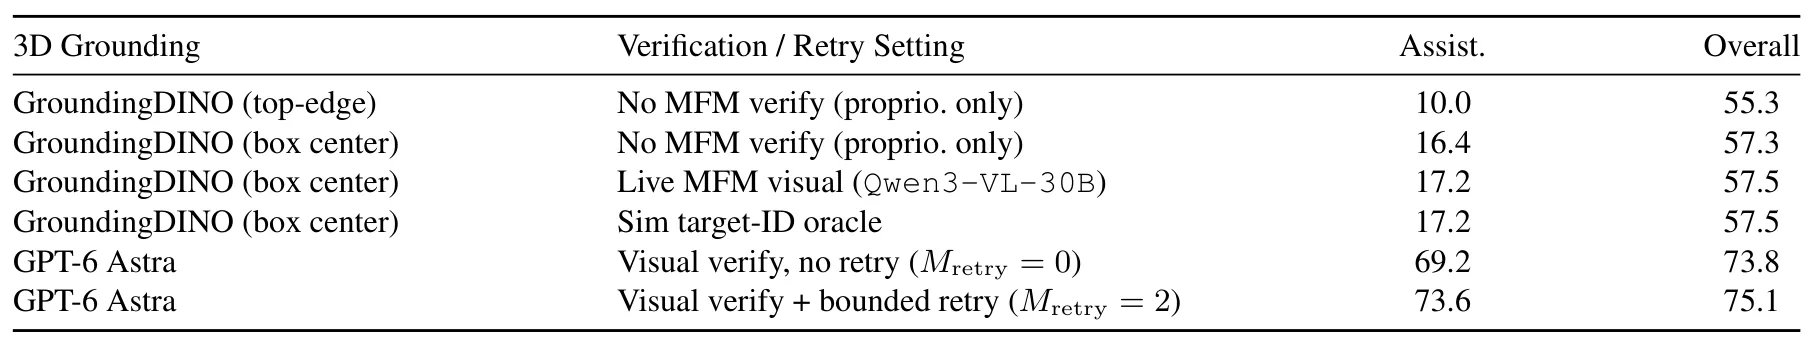 3D Grounding Verification / Retry Setting Assist. Overall
GroundingDINO (top-edge) No MFM verify (proprio. only) 10.0 55.3
GroundingDINO (box center) No MFM verify (proprio. only) 16.4 57.3
GroundingDINO (box center) Live MFM visual (Qwen3-VL-30B) 17.2 57.5
GroundingDINO (box center) Sim target-ID oracle 17.2 57.5
GPT-6 Astra Visual verify, no retry (M_retry = 0) 69.2 73.8
GPT-6 Astra Visual verify + bounded retry (M_retry = 2) 73.6 75.1